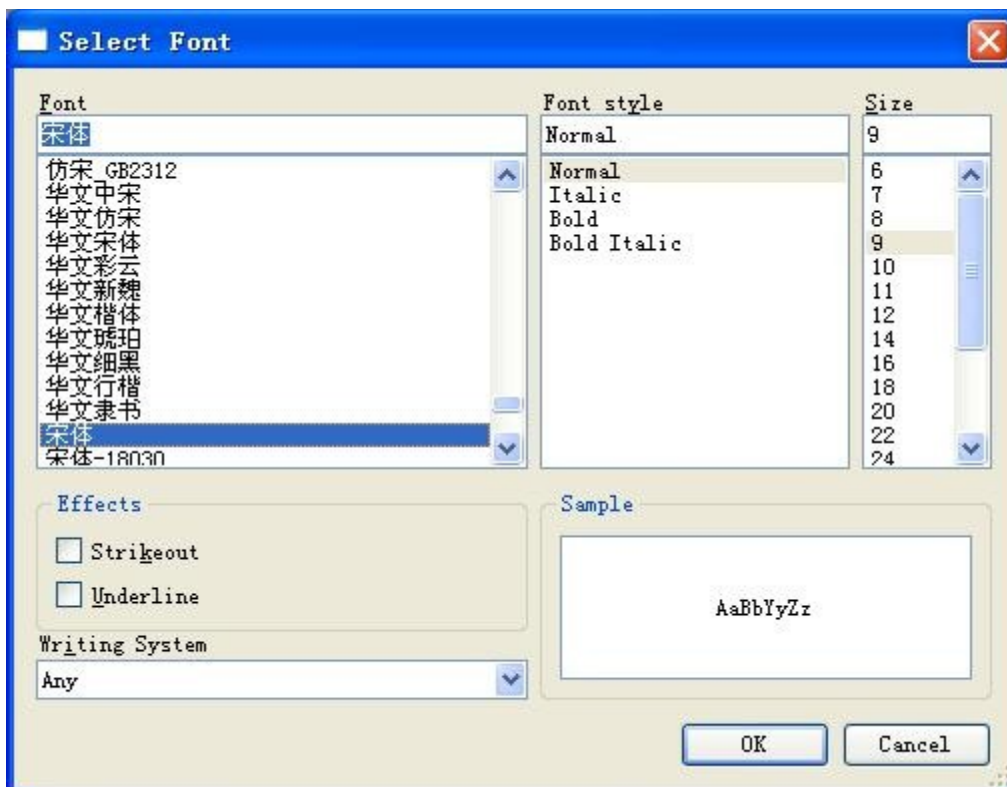 Select Font
Font
宋体
仿宋_GB2312
华文中宋
华文仿宋
华文宋体
华文彩云
华文新魏
华文楷体
华文琥珀
华文细黑
华文行楷
华文隶书
宋体
宋体-18030
Font style
Normal
Normal
Italic
Bold
Bold Italic
Size
9
6
7
8
9
10
11
12
14
16
18
20
22
24
Effects
Strikeout
Underline
Writing System
Any
Sample
AaBbYyZz
OK
Cancel